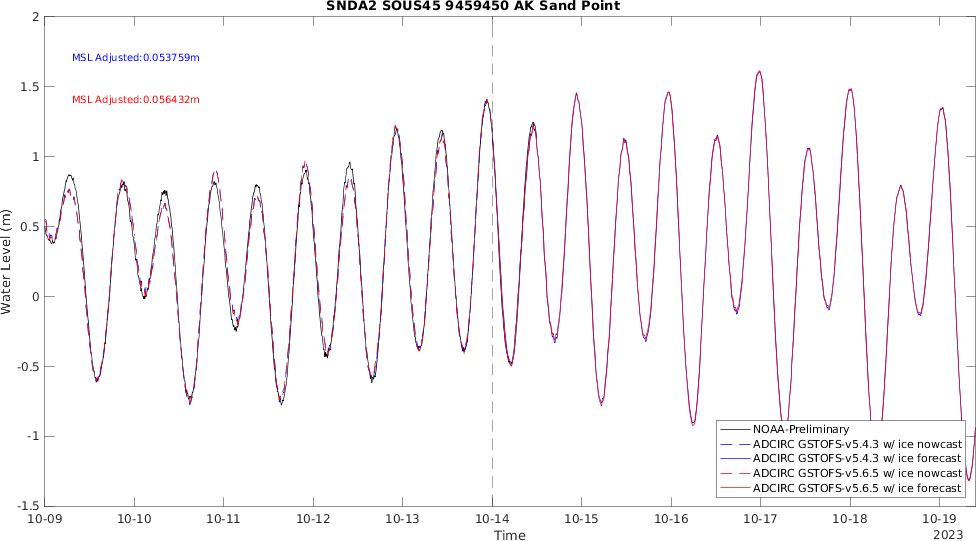 SNDA2 SOUS45 9459450 AK Sand Point
MSL Adjusted:0.053759m
MSL Adjusted:0.056432m
Water Level (m)
2
1.5
1
0.5
0
-0.5
-1
-1.5
NOAA-Preliminary
ADCIRC GSTOFS-v5.4.3 w/ ice nowcast
ADCIRC GSTOFS-v5.4.3 w/ ice forecast
ADCIRC GSTOFS-v5.6.5 w/ ice nowcast
ADCIRC GSTOFS-v5.6.5 w/ ice forecast
10-09 10-10 10-11 10-12 10-13 10-14 10-15 10-16 10-17 10-18 10-19
2023
Time